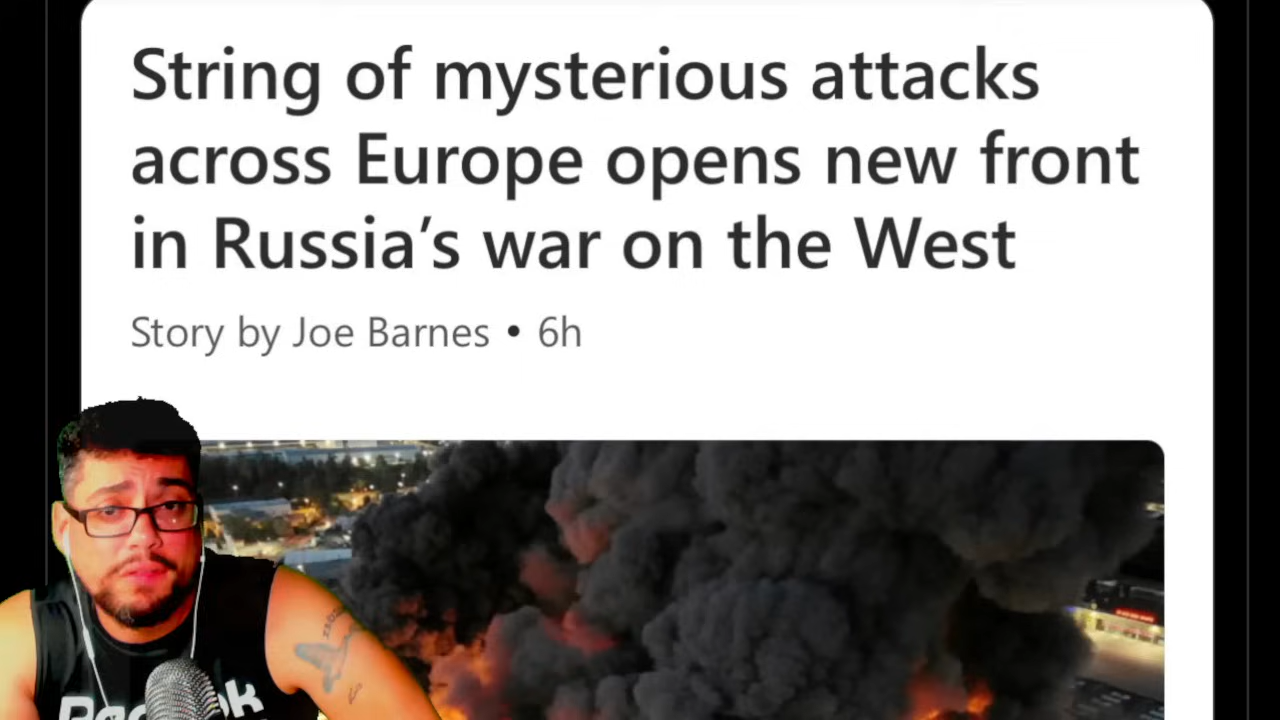 String of mysterious attacks
across Europe opens new front
in Russia’s war on the West
Story by Joe Barnes • 6h